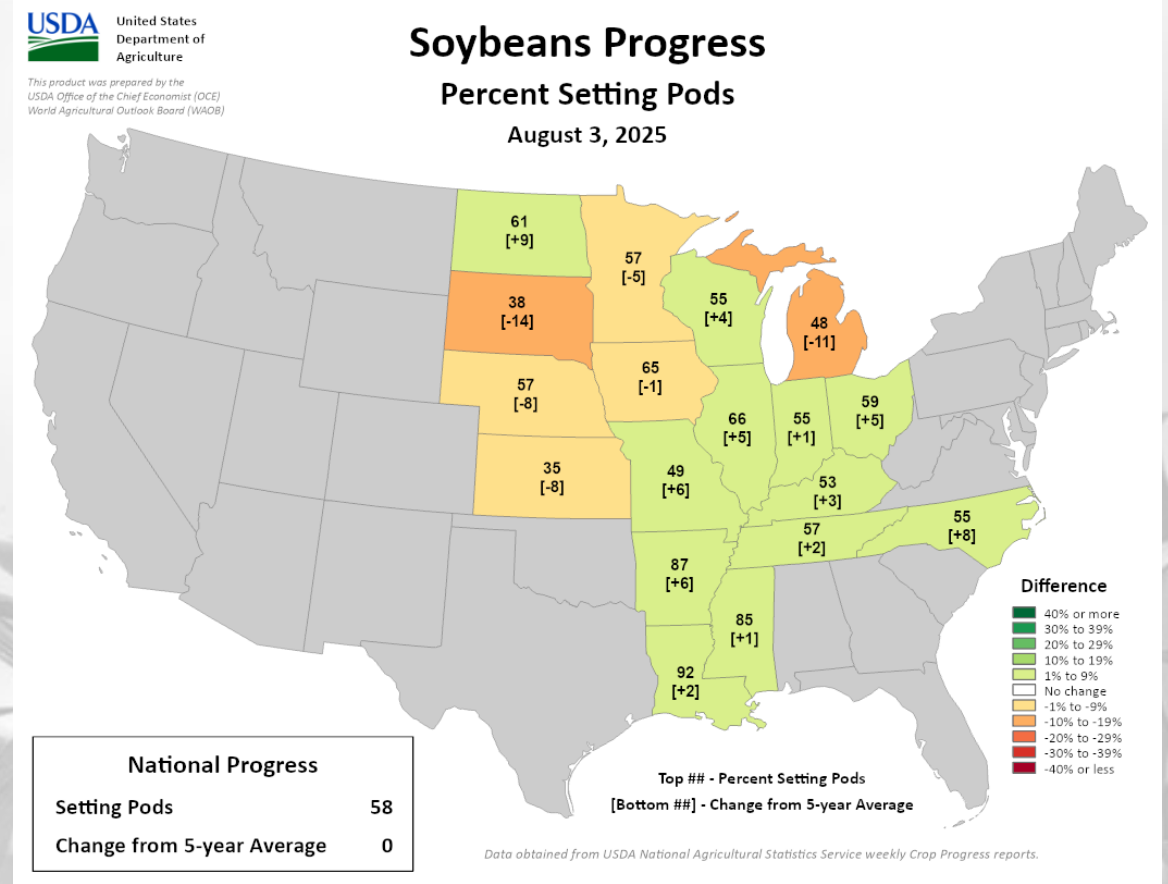 USDA
United States
Department of
Agriculture
This product was prepared by the
USDA Office of the Chief Economist (OCE)
World Agricultural Outlook Board (WAOB)
Soybeans Progress
Percent Setting Pods
August 3, 2025
61
[+9]
57
[-5]
38
[-14]
55
[+4]
48
[-11]
57
[-8]
65
[-1]
66
[+5]
55
[+1]
59
[+5]
35
[-8]
49
[+6]
53
[+3]
57
[+2]
55
[+8]
87
[+6]
85
[+1]
92
[+2]
Difference
40% or more
30% to 39%
20% to 29%
10% to 19%
1% to 9%
No change
-1% to -9%
-10% to -19%
-20% to -29%
-30% to -39%
-40% or less
National Progress
Setting Pods 58
Change from 5-year Average 0
Top ## - Percent Setting Pods
[Bottom ##] - Change from 5-year Average
Data obtained from USDA National Agricultural Statistics Service weekly Crop Progress reports.